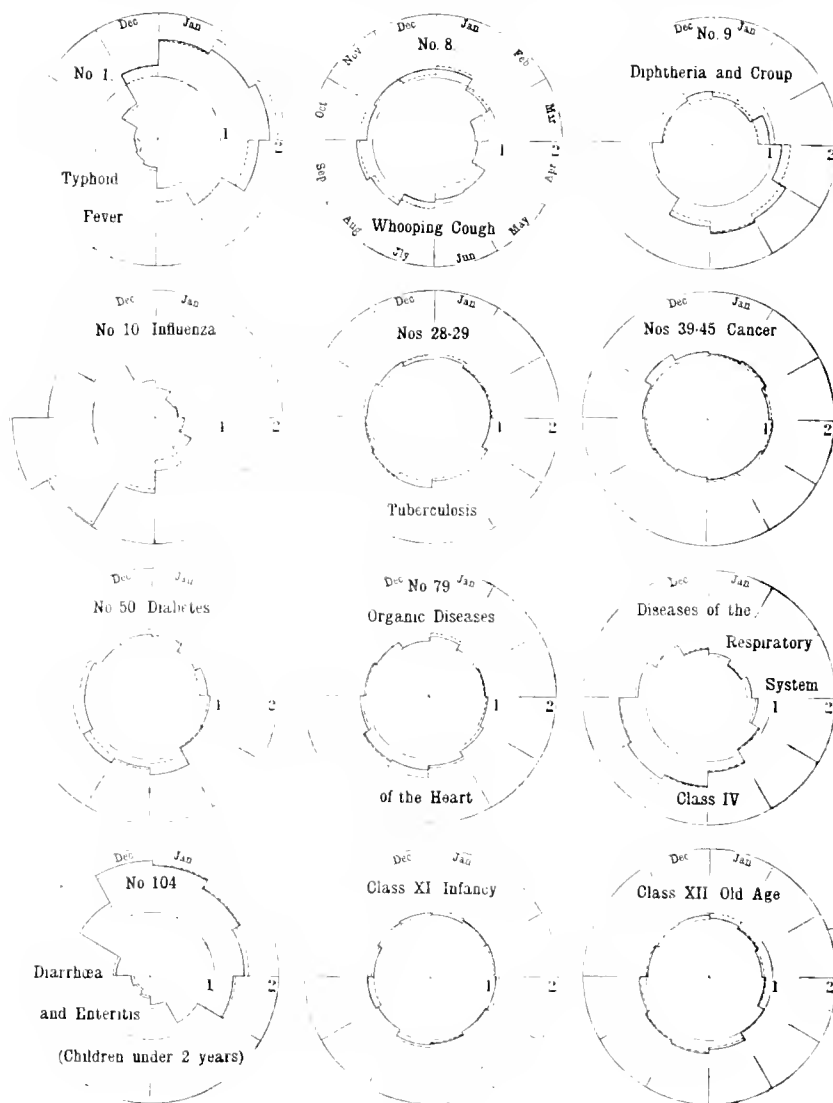 Dec Jan
No 1.
1 2
Typhoid
Fever
Dec Jan
Nov Feb
No. 8.
Oct Mar
1 2
Sep Apr
Whooping Cough
Aug May
Jly Jun
Dec No. 9 Jan
Diphtheria and Croup
1 2
Dec Jan
No 10 Influenza
1 2
Dec Jan
Nos 28-29
1 2
Tuberculosis
Dec Jan
Nos 39-45 Cancer
1 2
Dec Jan
No 50 Diabetes
1 2
Dec No 79 Jan
Organic Diseases
1 2
of the Heart
Dec Jan
Diseases of the
Respiratory
System
1 2
Class IV
Dec Jan
No 104
Diarrhœa
1 2
and Enteritis
(Children under 2 years)
Dec Jan
Class XI Infancy
1 2
Dec Jan
Class XII Old Age
1 2